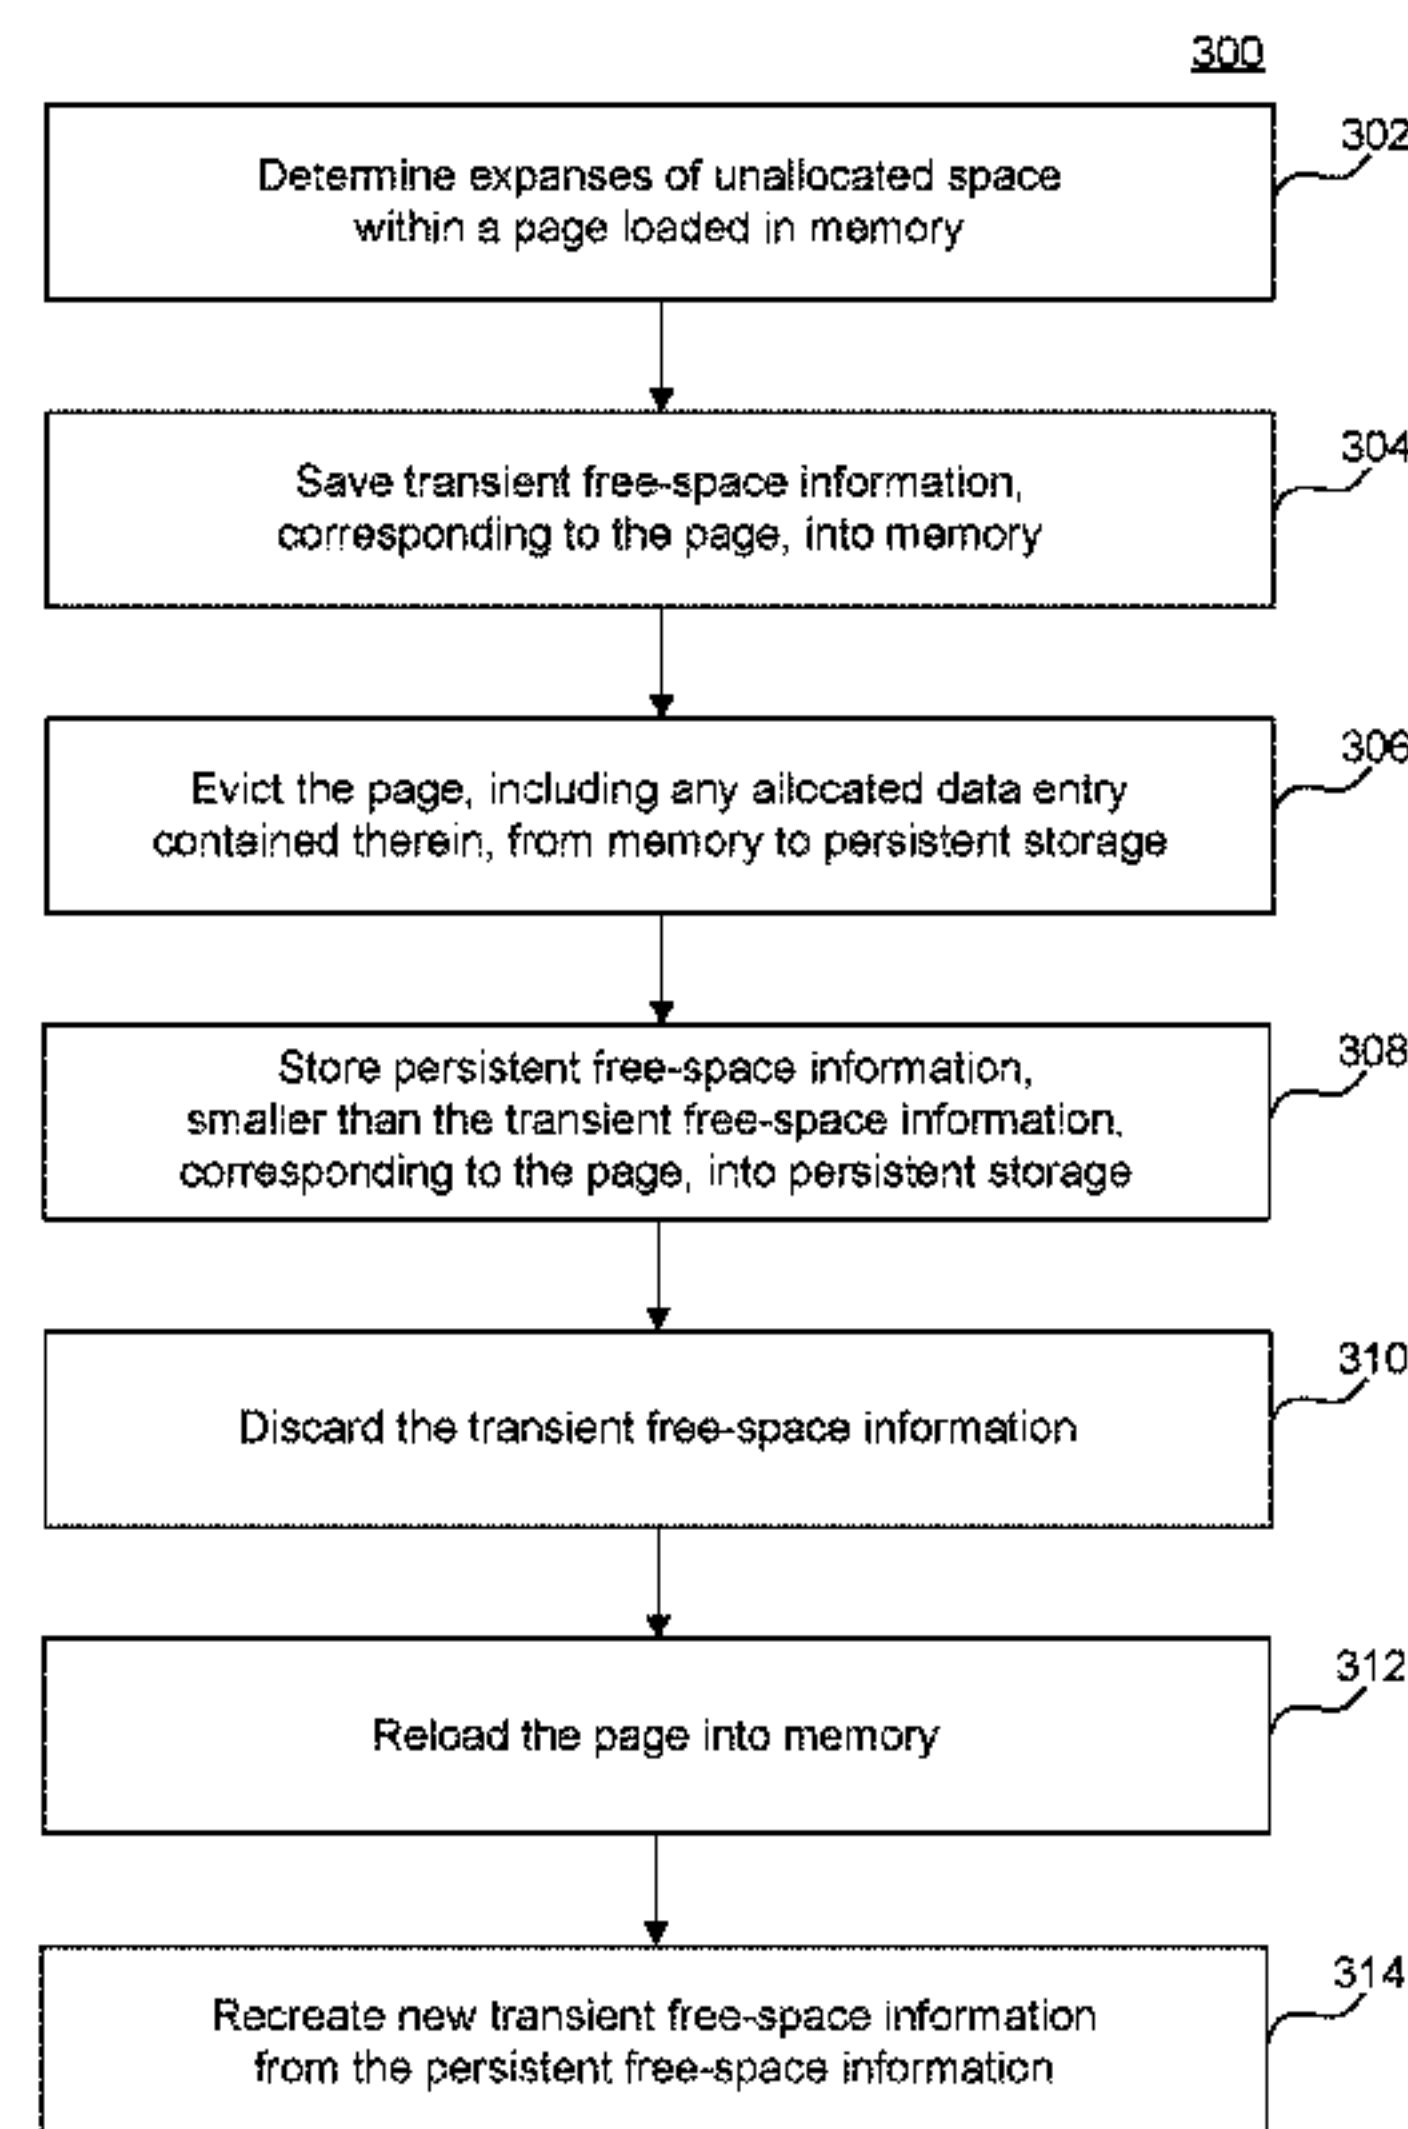 300
Determine expanses of unallocated space
within a page loaded in memory
302
Save transient free-space information,
corresponding to the page, into memory
304
Evict the page, including any allocated data entry
contained therein, from memory to persistent storage
306
Store persistent free-space information,
smaller than the transient free-space information,
corresponding to the page, into persistent storage
308
Discard the transient free-space information
310
Reload the page into memory
312
Recreate new transient free-space information
from the persistent free-space information
314